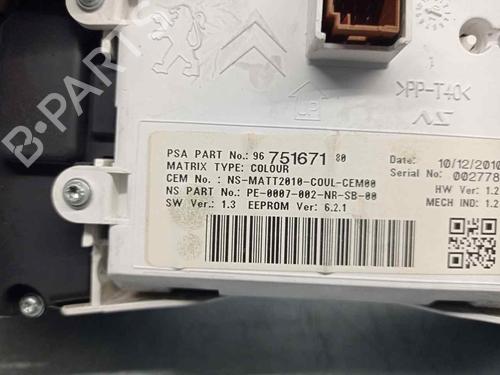 B-PARTS
>PP-T40<
NS
PSA PART No.: 96 751671 80
MATRIX TYPE: COLOUR
CEM No.: NS-MATT2010-COUL-CEM00
NS PART No.: PE-0007-002-NR-SB-00
SW Ver.: 1.3 EEPROM Ver: 6.2.1
Date: 10/12/2010
Serial No: 002778
HW Ver: 1.2
MECH IND: 1.2